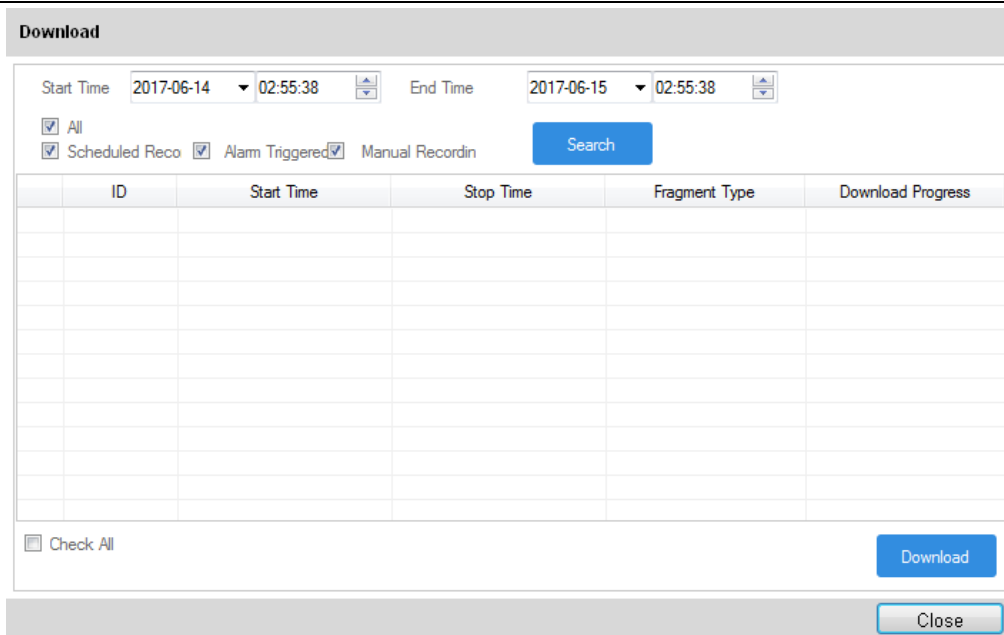 Download
Start Time 2017-06-14 02:55:38 End Time 2017-06-15 02:55:38
All
Scheduled Reco Alarm Triggered Manual Recordin Search
ID Start Time Stop Time Fragment Type Download Progress
Check All
Download
Close